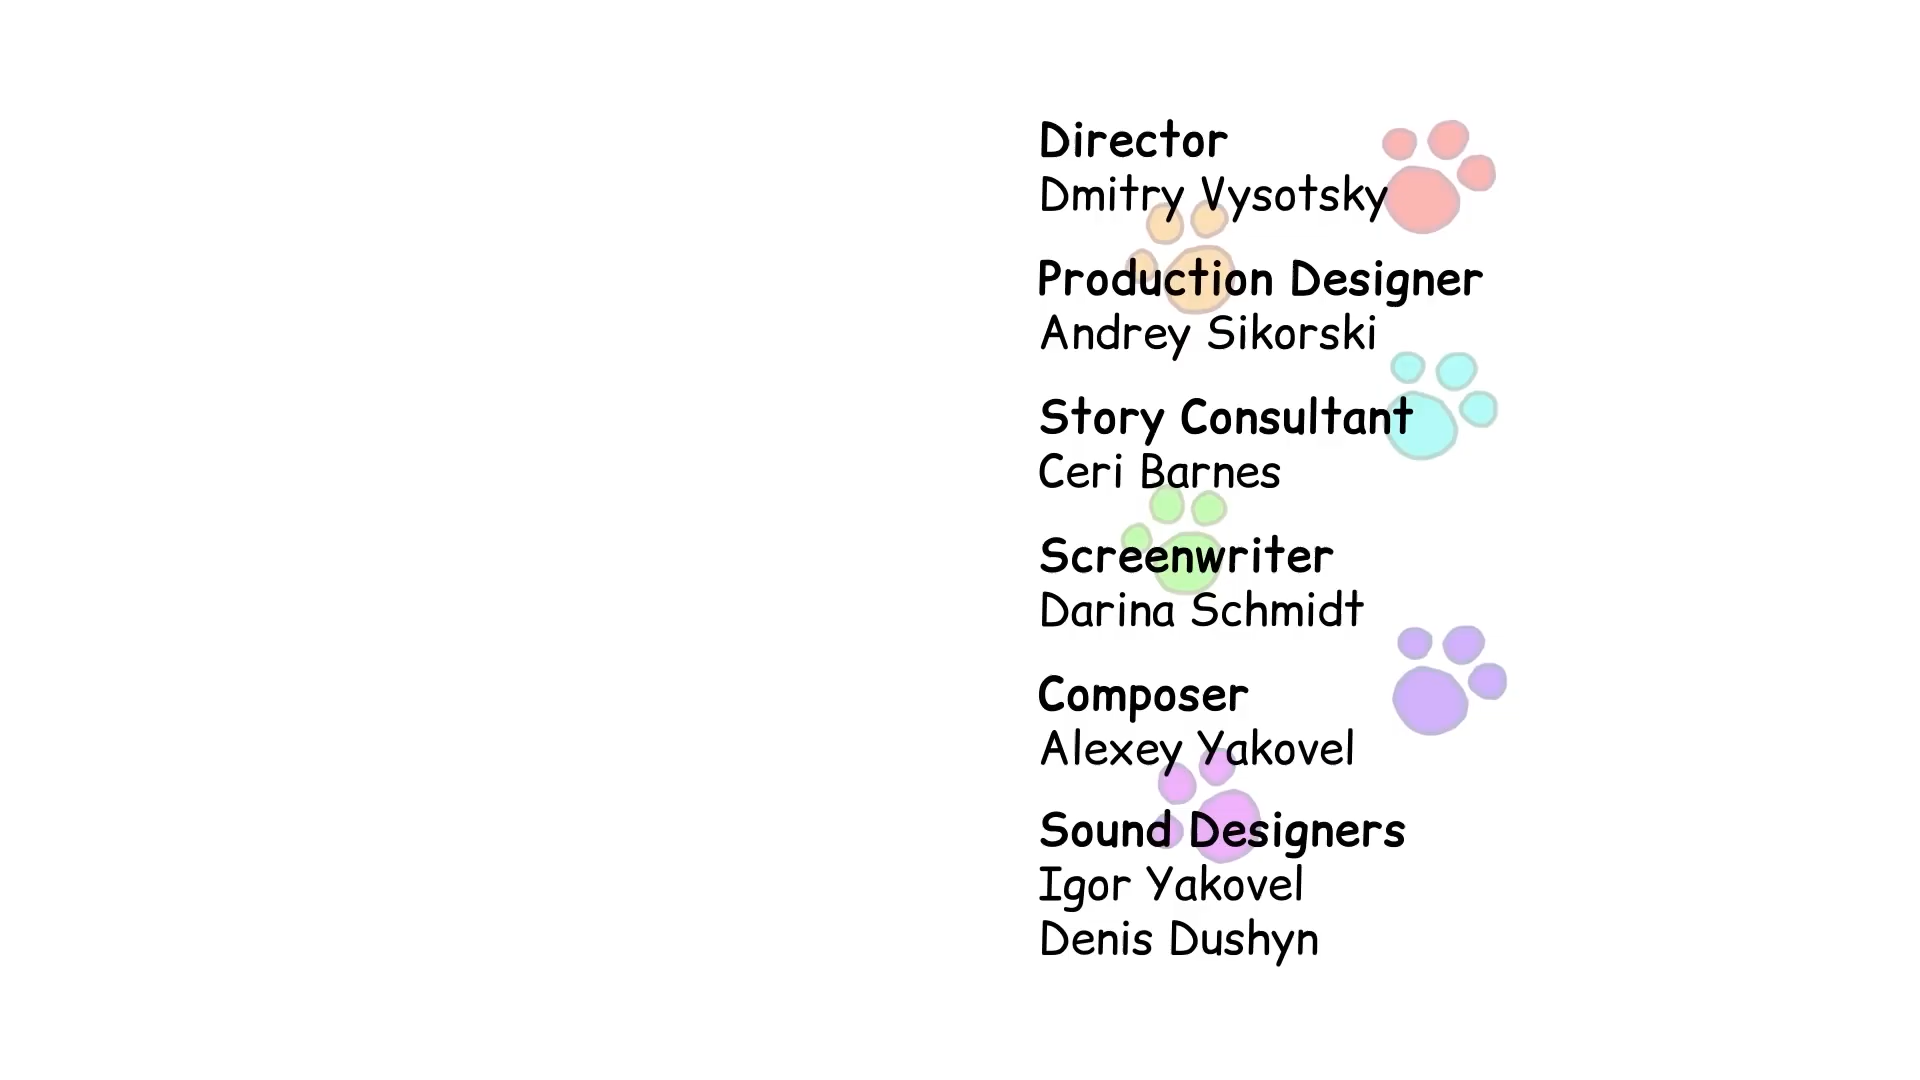 Director
Dmitry Vysotsky
Production Designer
Andrey Sikorski
Story Consultant
Ceri Barnes
Screenwriter
Darina Schmidt
Composer
Alexey Yakovel
Sound Designers
Igor Yakovel
Denis Dushyn